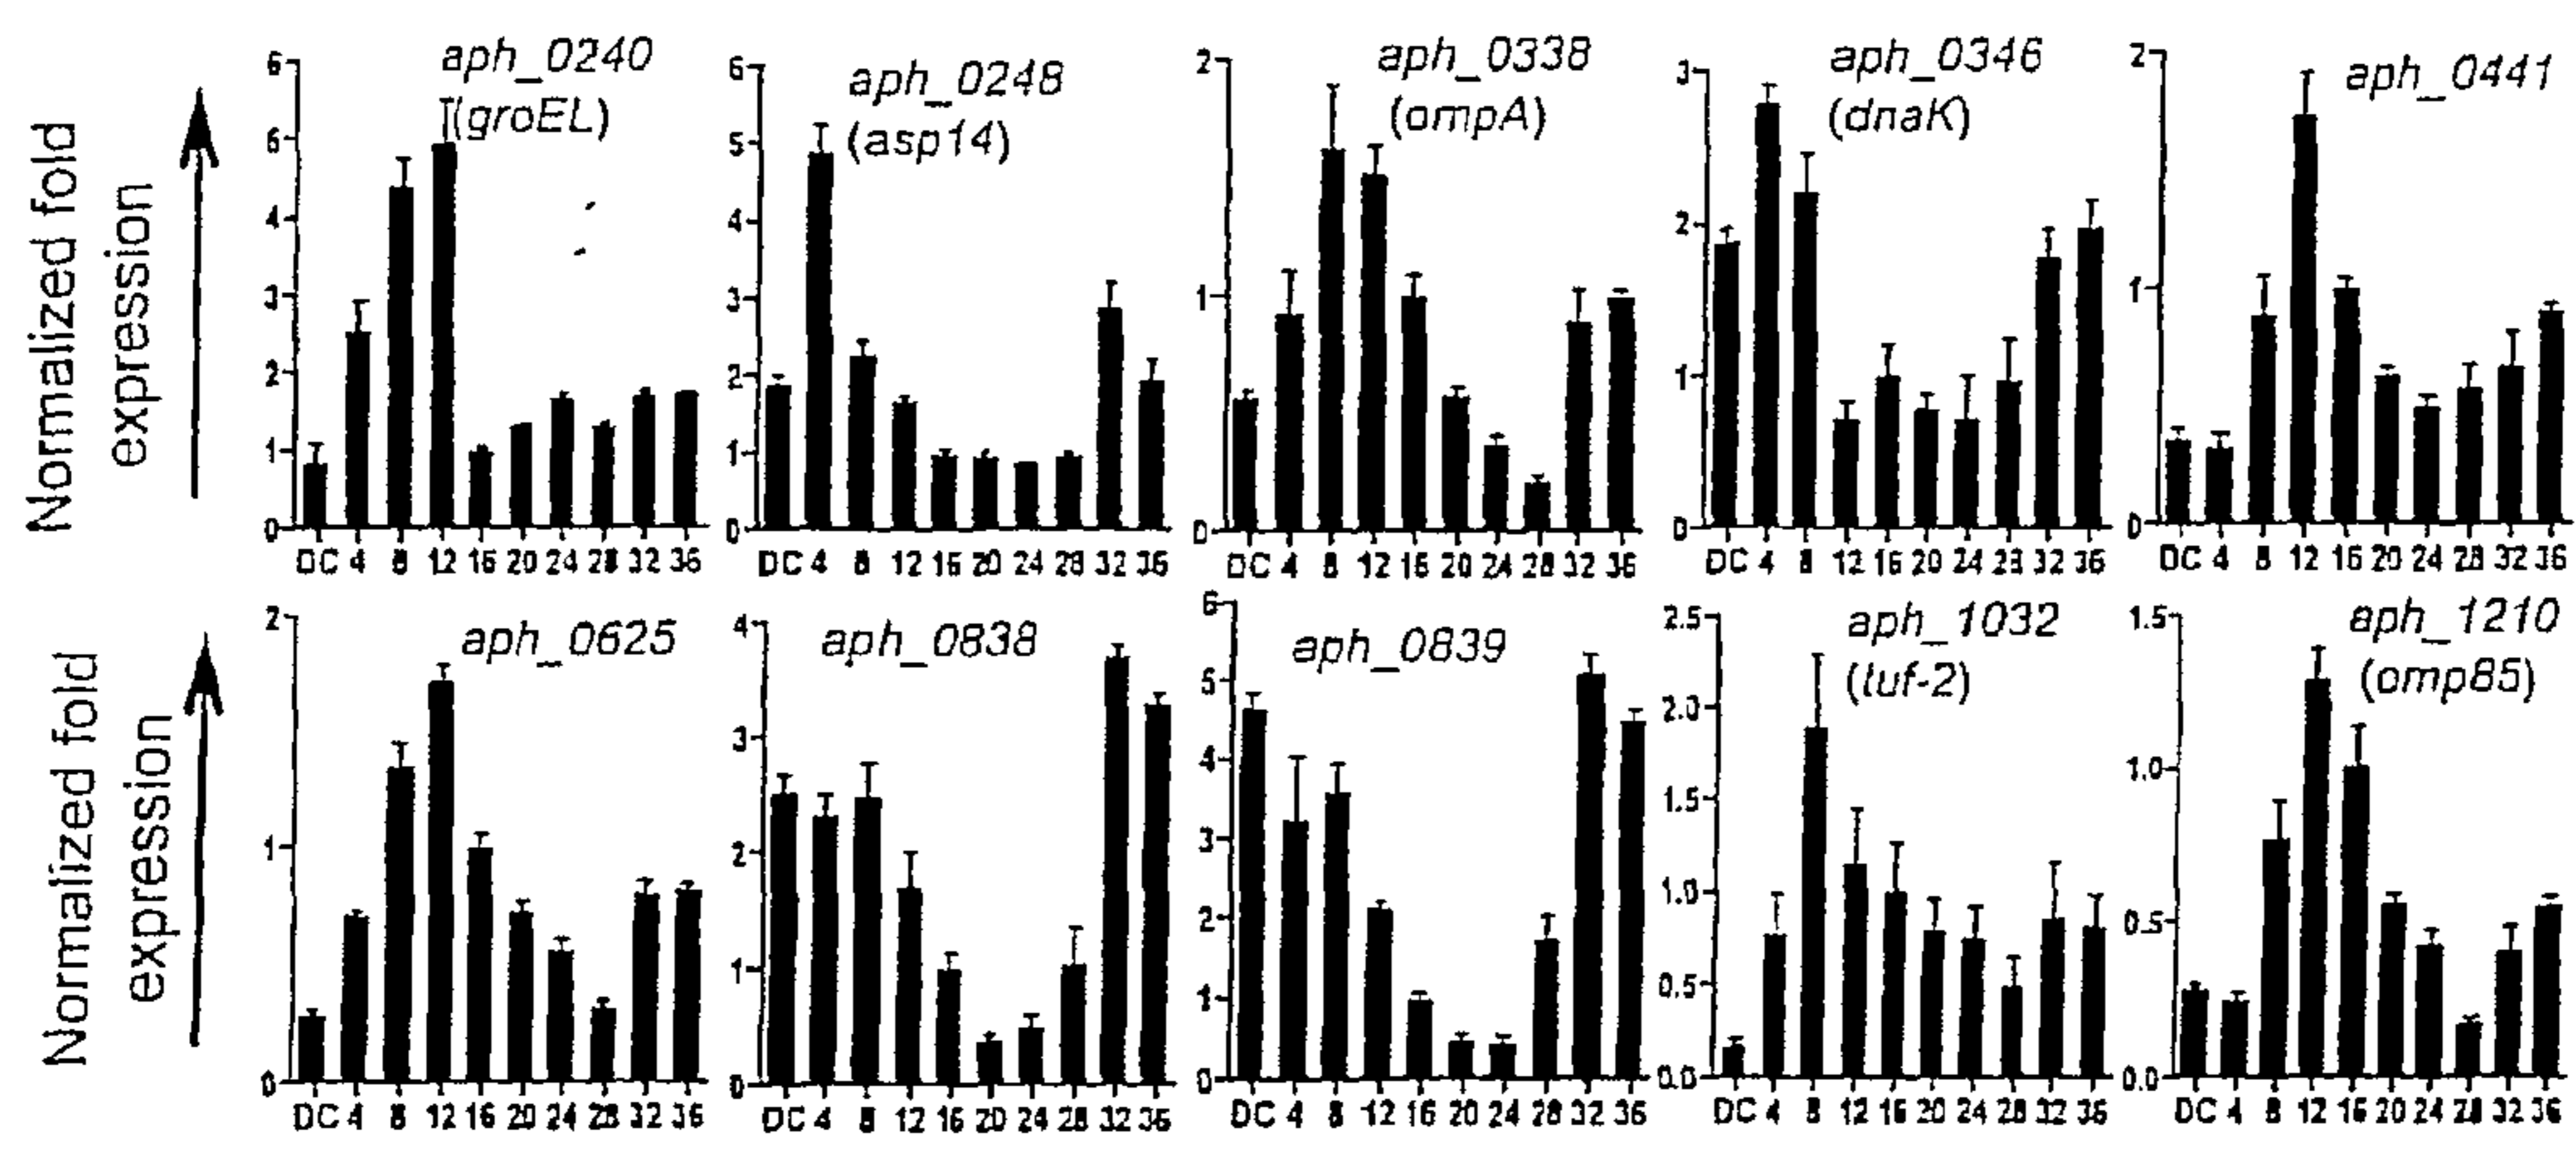 Normalized fold
expression
aph_0240
(groEL)
6
6
4
3
2
1
0
DC 4 8 12 16 20 24 28 32 36
aph_0248
(asp14)
6
5
4
3
2
1
0
DC 4 8 12 16 20 24 28 32 36
aph_0338
(ompA)
2
1
0
DC 4 8 12 16 20 24 28 32 36
aph_0346
(dnaK)
3
2
1
0
DC 4 8 12 16 20 24 28 32 36
aph_0441
2
1
0
DC 4 8 12 16 20 24 28 32 36
Normalized fold
expression
aph_0625
2
1
0
DC 4 8 12 16 20 24 28 32 36
aph_0838
4
3
2
1
0
DC 4 8 12 16 20 24 28 32 36
aph_0839
6
5
4
3
2
1
0
DC 4 8 12 16 20 24 28 32 36
aph_1032
(tuf-2)
2.5
2.0
1.5
1.0
0.5
0.0
DC 4 8 12 16 20 24 28 32 36
aph_1210
(omp85)
1.5
1.0
0.5
0.0
DC 4 8 12 16 20 24 28 32 36